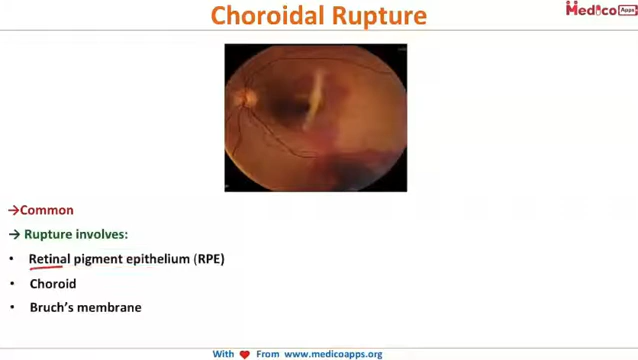 Choroidal Rupture
Medico Apps
→Common
→ Rupture involves:
• Retinal pigment epithelium (RPE)
• Choroid
• Bruch's membrane
With ♥ From www.medicoapps.org